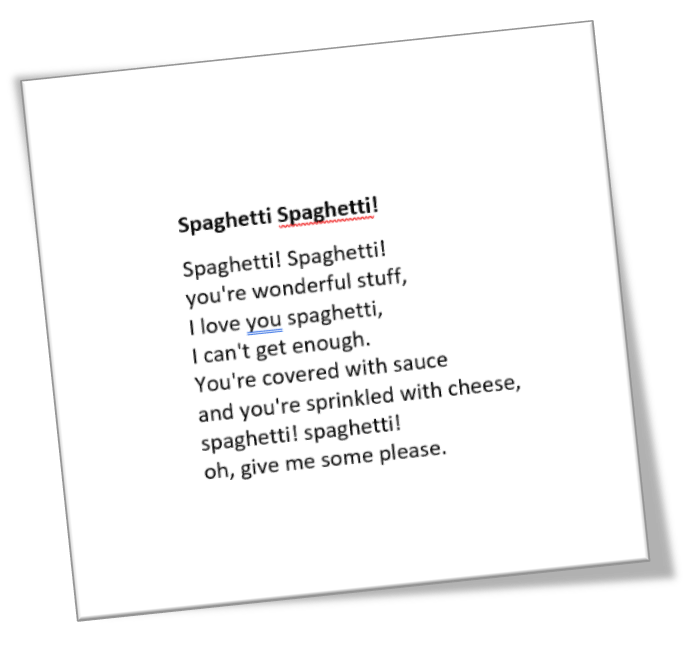 Spaghetti Spaghetti!
Spaghetti! Spaghetti!
you're wonderful stuff,
I love you spaghetti,
I can't get enough.
You're covered with sauce
and you're sprinkled with cheese,
spaghetti! spaghetti!
oh, give me some please.